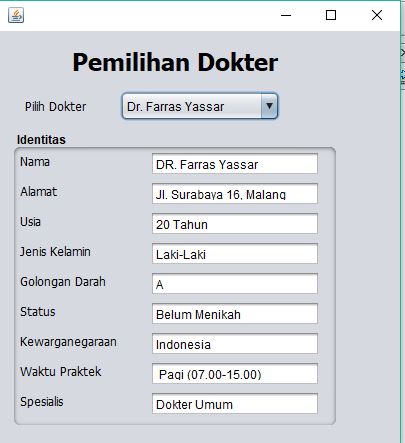 Pemilihan Dokter
Pilih Dokter Dr. Farras Yassar
Identitas
Nama DR. Farras Yassar
Alamat Jl. Surabaya 16, Malang
Usia 20 Tahun
Jenis Kelamin Laki-Laki
Golongan Darah A
Status Belum Menikah
Kewarganegaraan Indonesia
Waktu Praktek Pagi (07.00-15.00)
Spesialis Dokter Umum